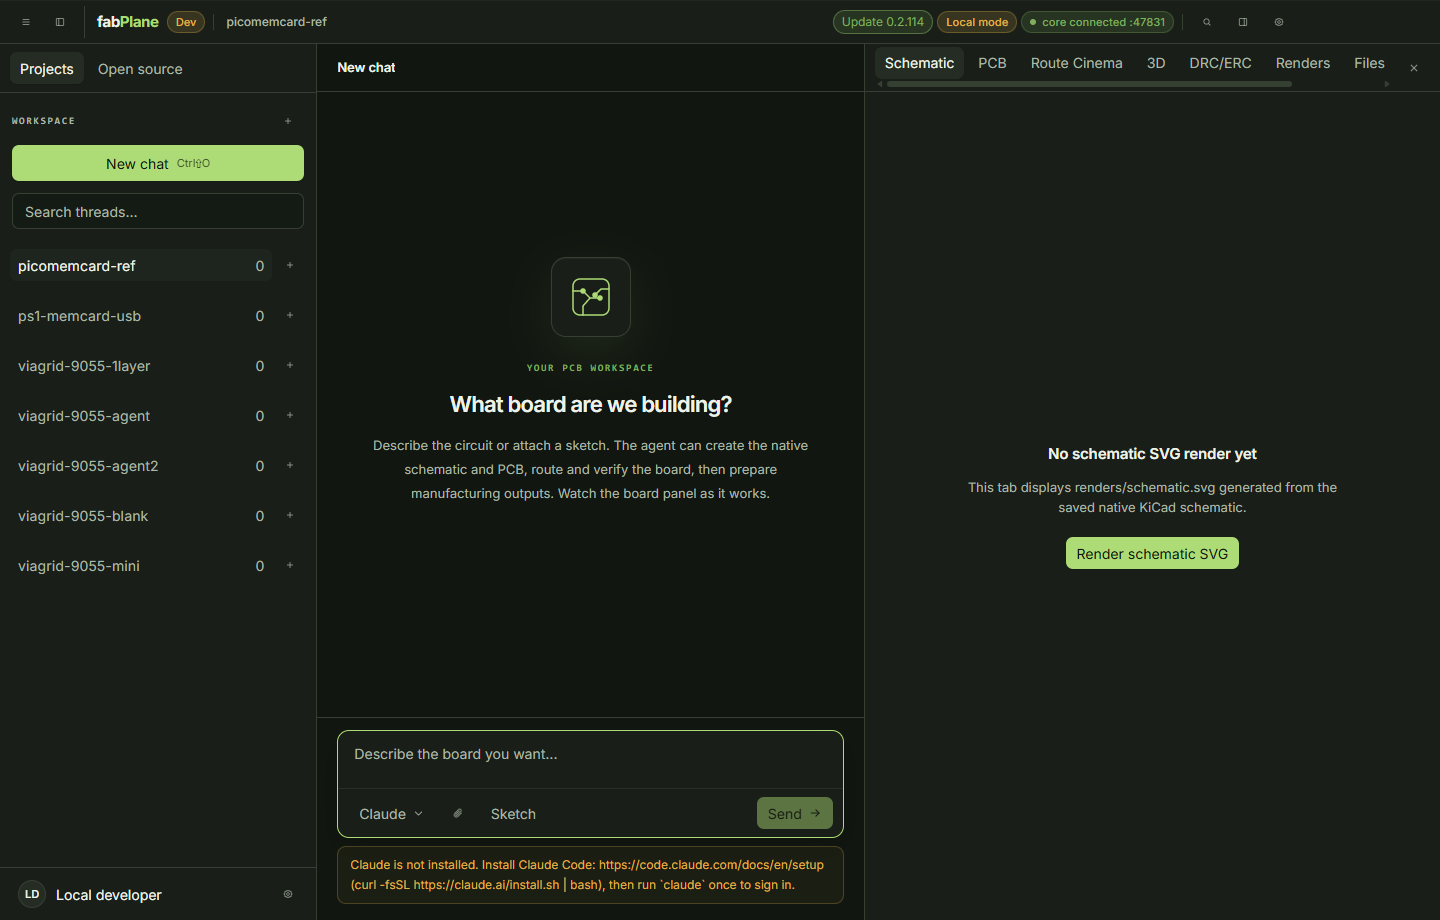 fabPlane Dev picomemcard-ref Update 0.2.114 Local mode core connected :47831
Projects Open source
WORKSPACE
New chat Ctrl⇧O
Search threads...
picomemcard-ref 0
ps1-memcard-usb 0
viagrid-9055-1layer 0
viagrid-9055-agent 0
viagrid-9055-agent2 0
viagrid-9055-blank 0
viagrid-9055-mini 0
LD Local developer
New chat
YOUR PCB WORKSPACE
What board are we building?
Describe the circuit or attach a sketch. The agent can create the native
schematic and PCB, route and verify the board, then prepare
manufacturing outputs. Watch the board panel as it works.
Describe the board you want...
Claude Sketch Send →
Claude is not installed. Install Claude Code: https://code.claude.com/docs/en/setup
(curl -fsSL https://claude.ai/install.sh | bash), then run `claude` once to sign in.
Schematic PCB Route Cinema 3D DRC/ERC Renders Files
No schematic SVG render yet
This tab displays renders/schematic.svg generated from the
saved native KiCad schematic.
Render schematic SVG